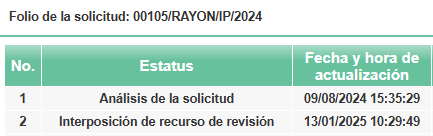 Folio de la solicitud: 00105/RAYON/IP/2024
No. Estatus Fecha y hora de actualización
1 Análisis de la solicitud 09/08/2024 15:35:29
2 Interposición de recurso de revisión 13/01/2025 10:29:49